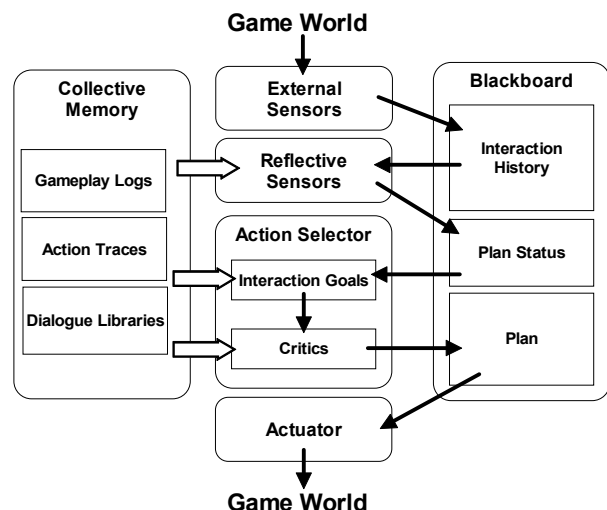 Game World
Collective
Memory
Gameplay Logs
Action Traces
Dialogue Libraries
External
Sensors
Reflective
Sensors
Action Selector
Interaction Goals
Critics
Actuator
Blackboard
Interaction
History
Plan Status
Plan
Game World